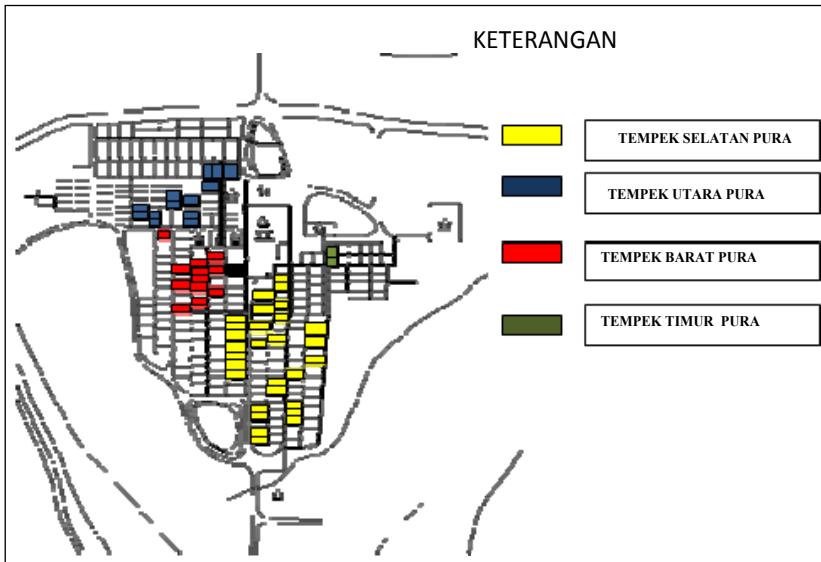 KETERANGAN
TEMPEK SELATAN PURA
TEMPEK UTARA PURA
TEMPEK BARAT PURA
TEMPEK TIMUR PURA